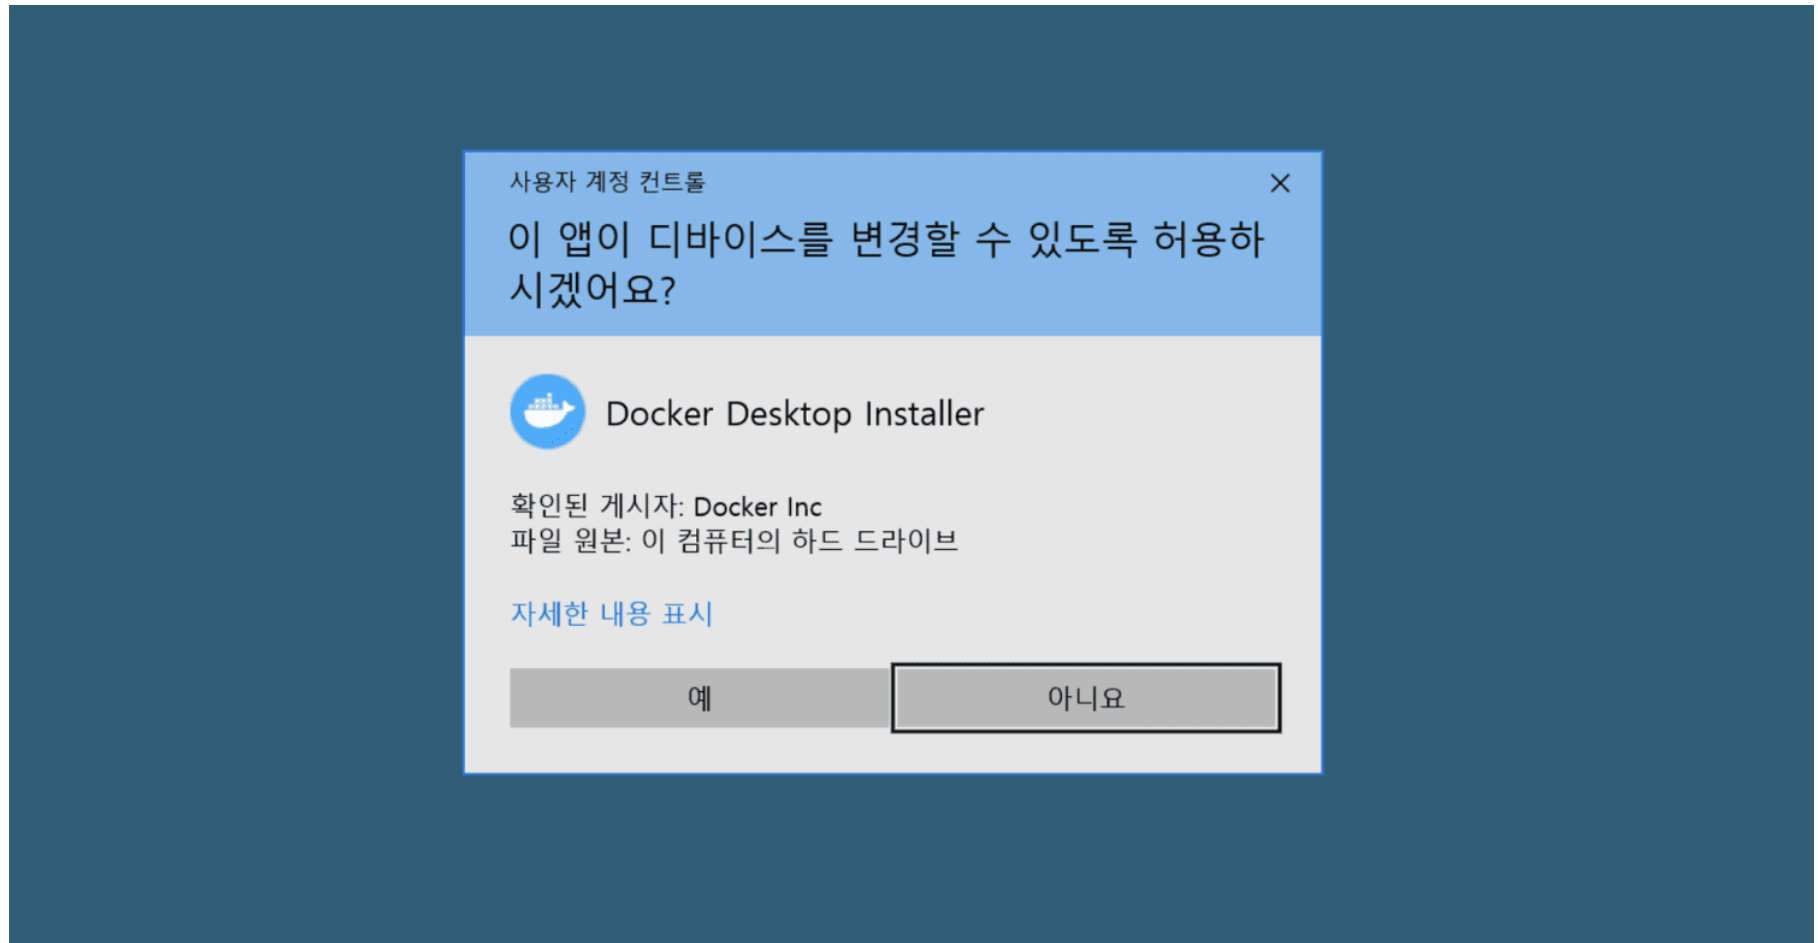 사용자 계정 컨트롤
이 앱이 디바이스를 변경할 수 있도록 허용하
시겠어요?
Docker Desktop Installer
확인된 게시자: Docker Inc
파일 원본: 이 컴퓨터의 하드 드라이브
자세한 내용 표시
예
아니요